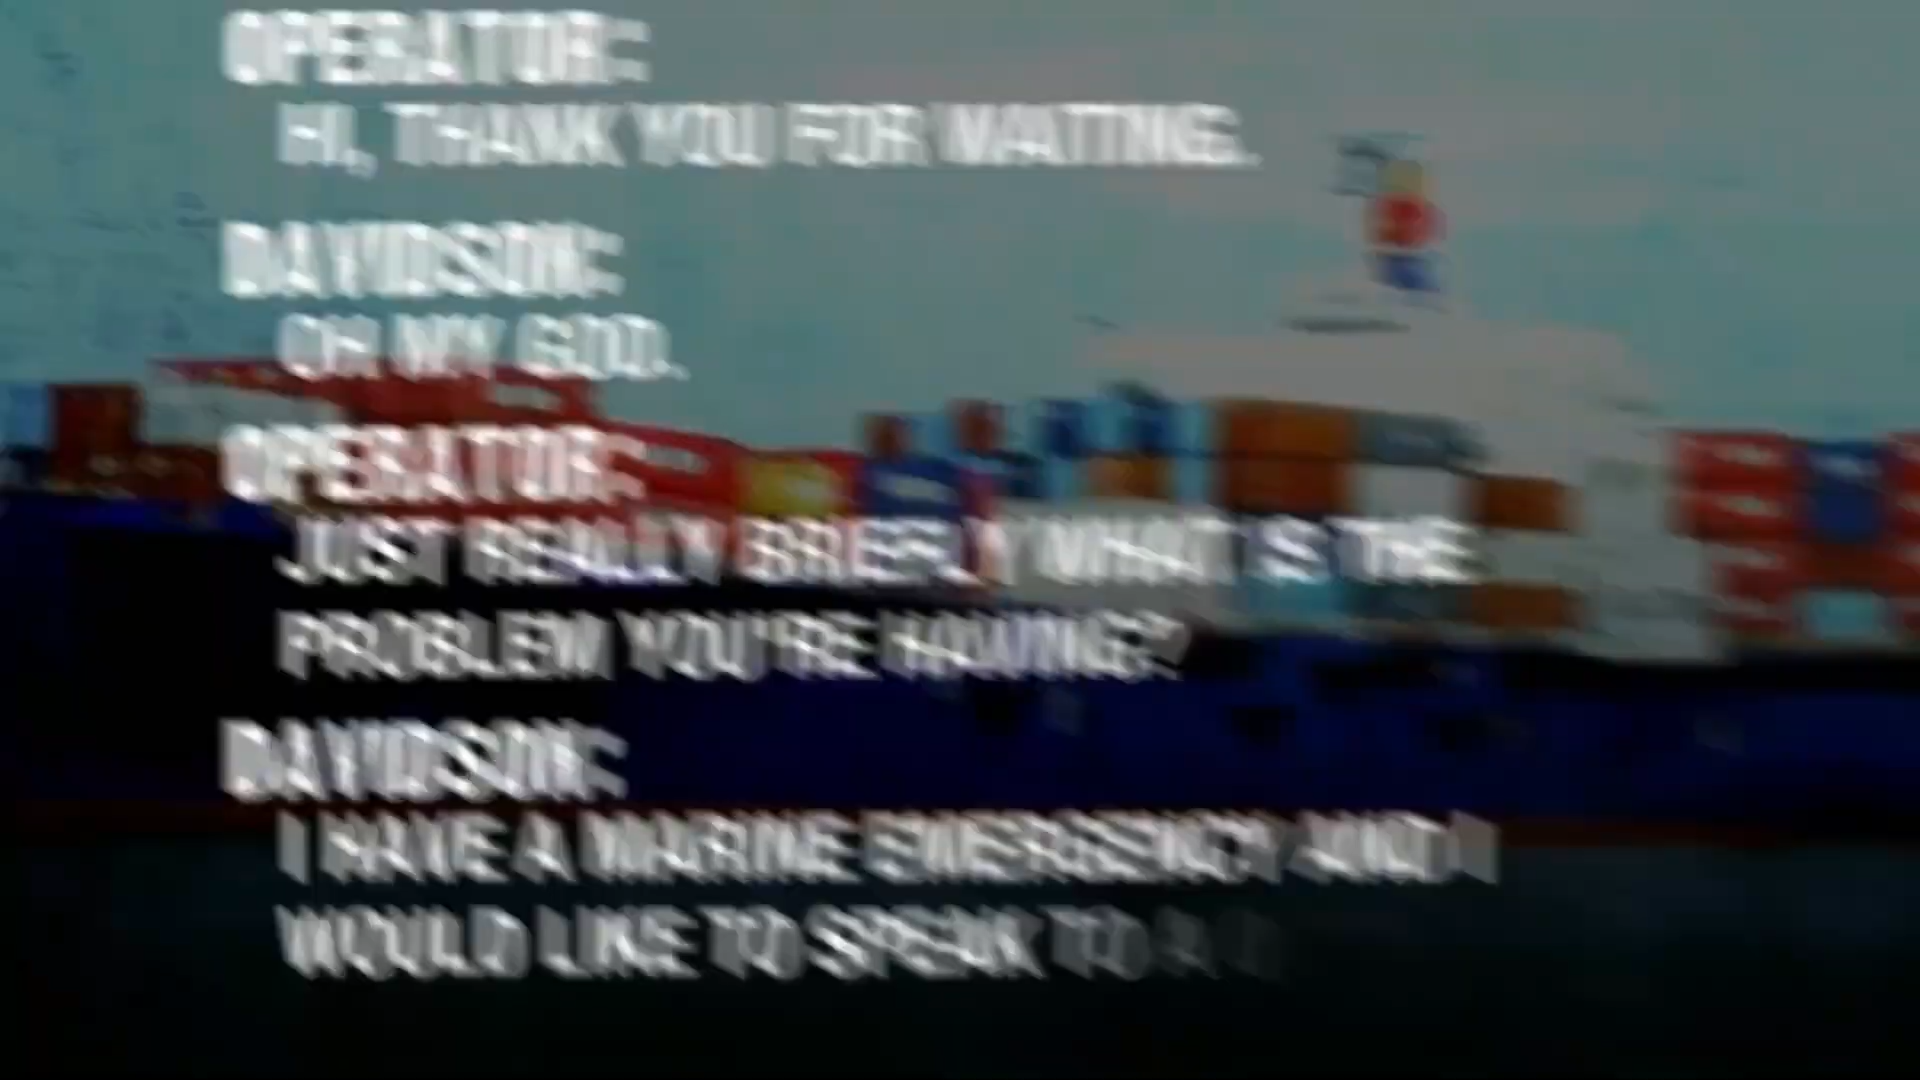 OPERATOR:
HI, THANK YOU FOR WAITING.
DAVIDSON:
OH MY GOD.
OPERATOR:
JUST REALLY BRIEFLY WHAT IS THE
PROBLEM YOU'RE HAVING?
DAVIDSON:
I HAVE A MARINE EMERGENCY AND I
WOULD LIKE TO SPEAK TO A